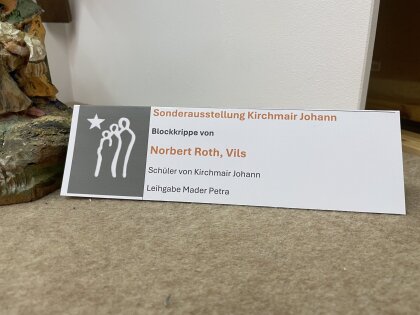 Sonderausstellung Kirchmair Johann
Blockkrippe von
Norbert Roth, Vils
Schüler von Kirchmair Johann
Leihgabe Mader Petra